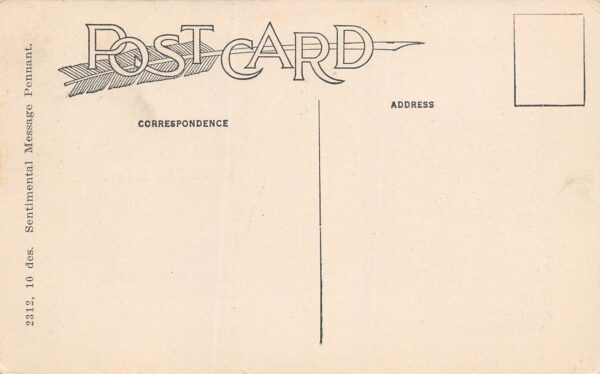 POST CARD
CORRESPONDENCE
ADDRESS
2312, 10 des. Sentimental Message Pennant.